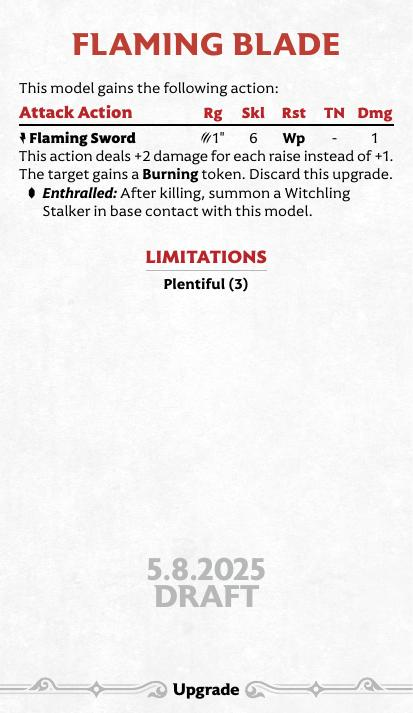 FLAMING BLADE
This model gains the following action:
Attack Action Rg Skl Rst TN Dmg
Flaming Sword 1" 6 Wp - 1
This action deals +2 damage for each raise instead of +1.
The target gains a Burning token. Discard this upgrade.
Enthralled: After killing, summon a Witchling
Stalker in base contact with this model.
LIMITATIONS
Plentiful (3)
5.8.2025
DRAFT
Upgrade